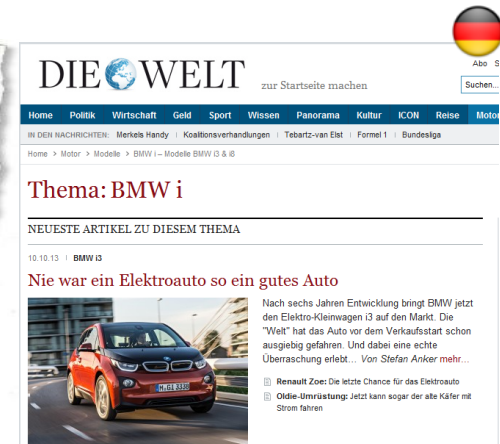 Abo
DIE WELT
zur Startseite machen
Suchen...
Home Politik Wirtschaft Geld Sport Wissen Panorama Kultur ICON Reise Motor
IN DEN NACHRICHTEN: Merkels Handy Koalitionsverhandlungen Tebartz-van Elst Formel 1 Bundesliga
Home > Motor > Modelle > BMW i – Modelle BMW i3 & i8
Thema: BMW i
NEUESTE ARTIKEL ZU DIESEM THEMA
10.10.13 BMW i3
Nie war ein Elektroauto so ein gutes Auto
Nach sechs Jahren Entwicklung bringt BMW jetzt
den Elektro-Kleinwagen i3 auf den Markt. Die
"Welt" hat das Auto vor dem Verkaufsstart schon
ausgiebig gefahren. Und dabei eine echte
Überraschung erlebt... Von Stefan Anker mehr...
Renault Zoe: Die letzte Chance für das Elektroauto
Oldie-Umrüstung: Jetzt kann sogar der alte Käfer mit
Strom fahren